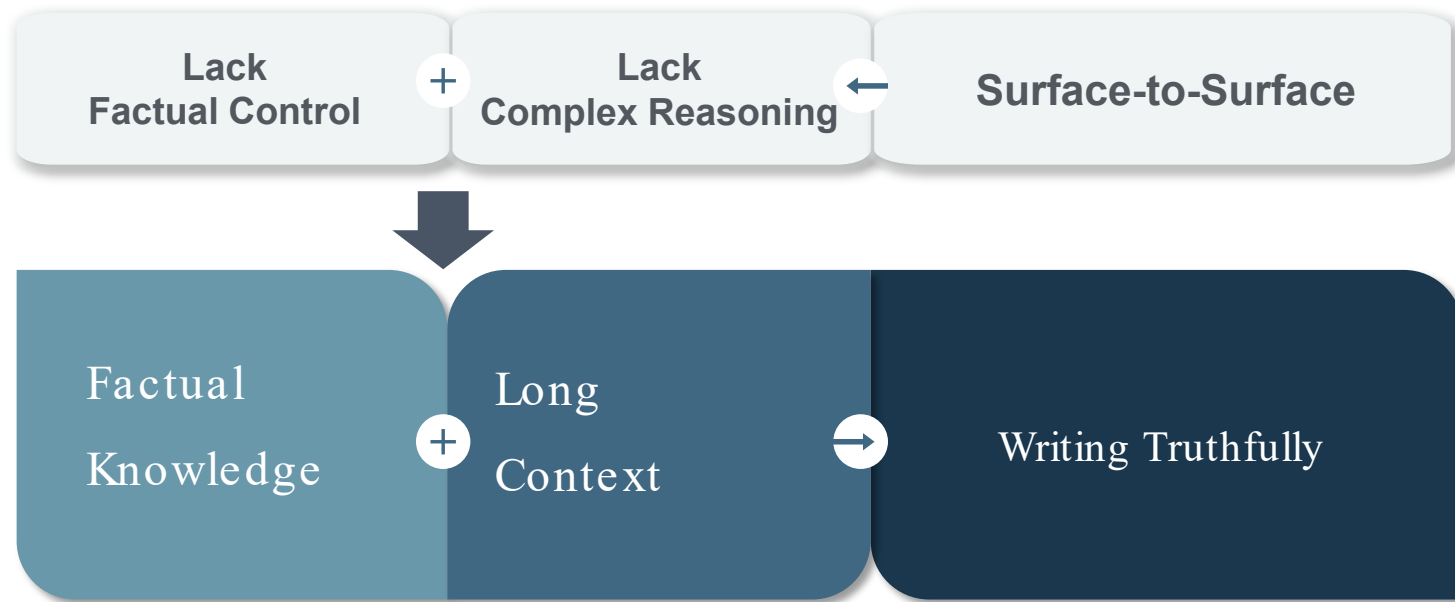 Lack
Factual Control
+
Lack
Complex Reasoning
←
Surface-to-Surface
Factual
Knowledge
+
Long
Context
→
Writing Truthfully